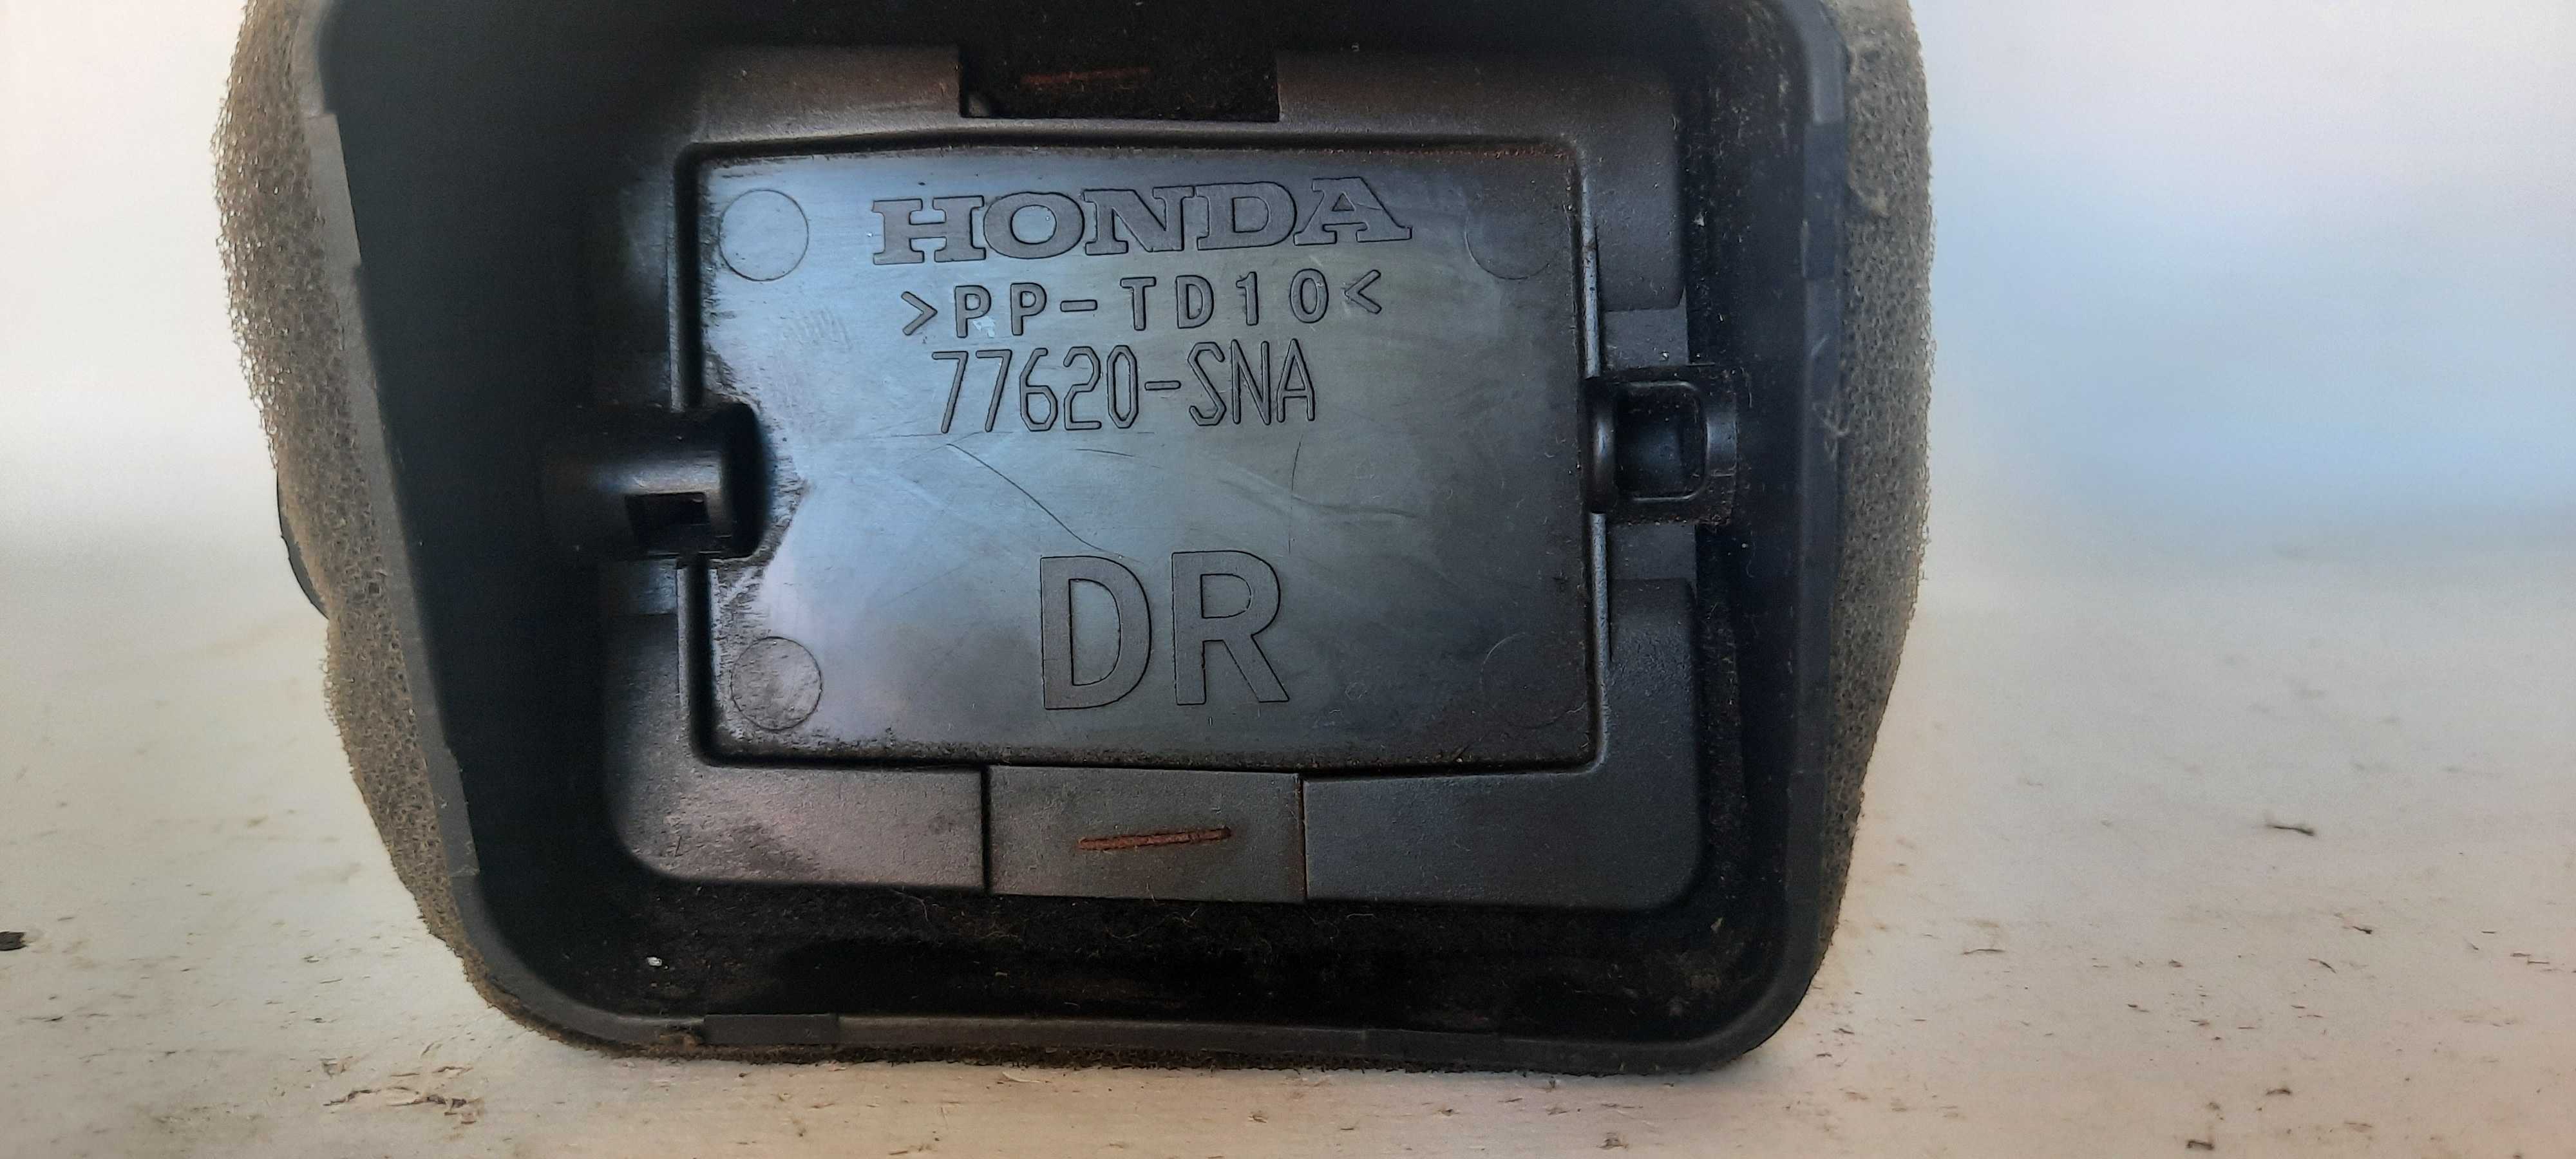 HONDA
>PP-TD10<
77620-SNA
DR